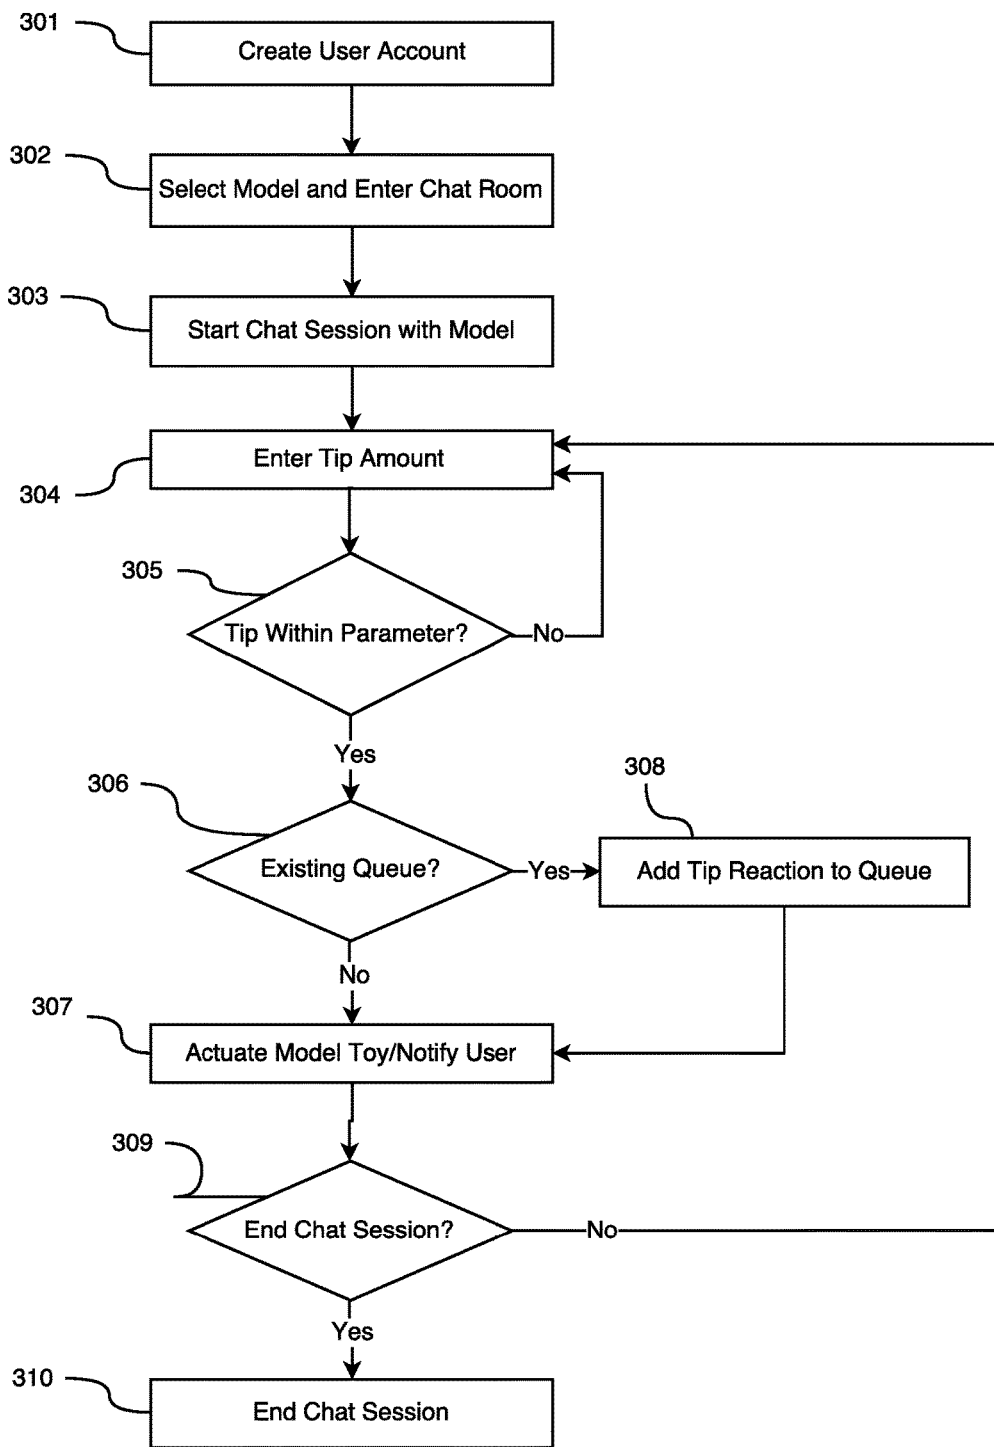 301
Create User Account
302
Select Model and Enter Chat Room
303
Start Chat Session with Model
Enter Tip Amount
304
305
Tip Within Parameter?
No
Yes
306
308
Existing Queue?
Yes
Add Tip Reaction to Queue
No
307
Actuate Model Toy/Notify User
309
End Chat Session?
No
Yes
310
End Chat Session